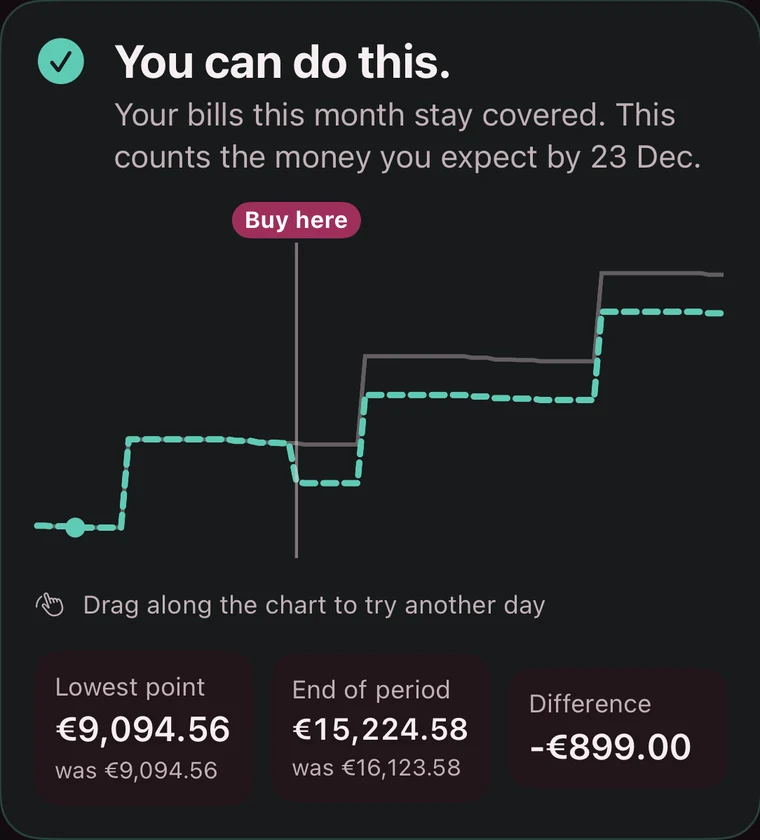 You can do this.
Your bills this month stay covered. This
counts the money you expect by 23 Dec.
Buy here
Drag along the chart to try another day
Lowest point
€9,094.56
was €9,094.56
End of period
€15,224.58
was €16,123.58
Difference
-€899.00